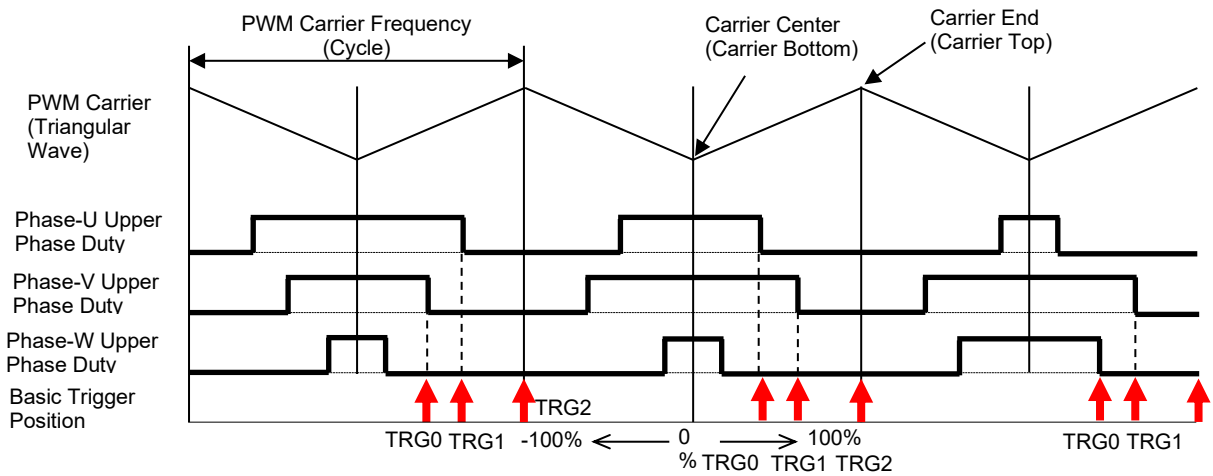 PWM Carrier Frequency
(Cycle)
Carrier Center
(Carrier Bottom)
Carrier End
(Carrier Top)
PWM Carrier
(Triangular
Wave)
Phase-U Upper
Phase Duty
Phase-V Upper
Phase Duty
Phase-W Upper
Phase Duty
Basic Trigger
Position
TRG0 TRG1 TRG2
-100% 0
% 100%
TRG0 TRG1 TRG2
TRG0 TRG1